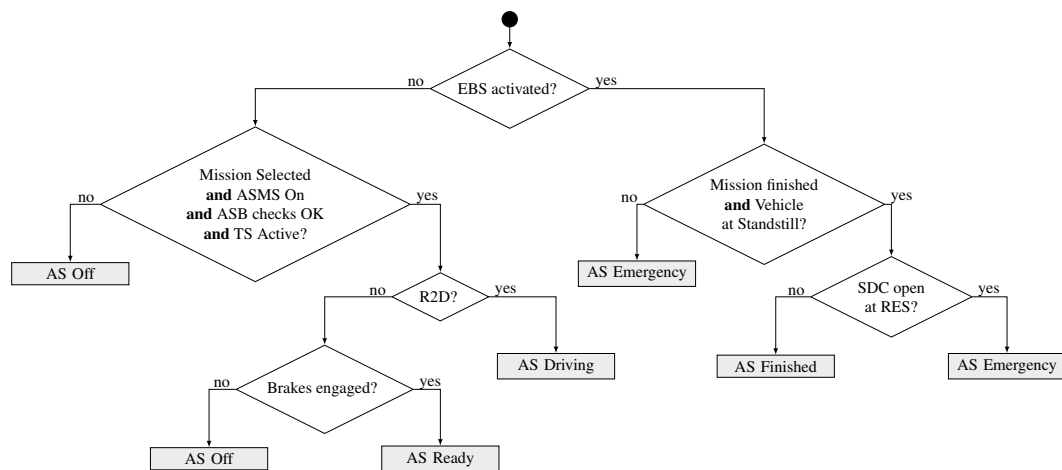 EBS activated?
no
yes
Mission Selected
and ASMS On
and ASB checks OK
and TS Active?
no
yes
Mission finished
and Vehicle
at Standstill?
no
yes
AS Off
AS Emergency
R2D?
no
yes
SDC open
at RES?
no
yes
AS Driving
AS Finished
AS Emergency
Brakes engaged?
no
yes
AS Off
AS Ready